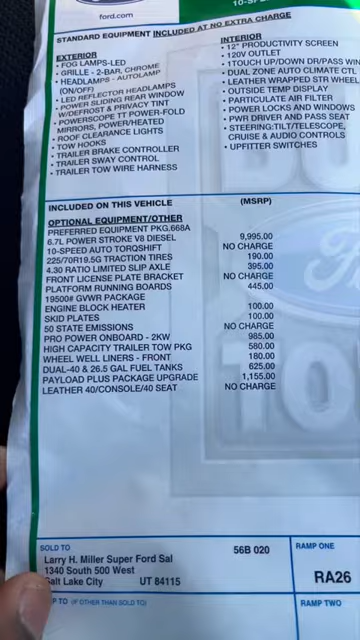 ford.com
STANDARD EQUIPMENT INCLUDED AT NO EXTRA CHARGE
EXTERIOR
• FOG LAMPS-LED
• GRILLE - 2-BAR, CHROME
• HEADLAMPS - AUTOLAMP
(ON/OFF)
• LED REFLECTOR HEADLAMPS
• POWER SLIDING REAR WINDOW
W/DEFROST & PRIVACY TINT
• POWERSCOPE TT POWER-FOLD
MIRRORS, POWER/HEATED
• ROOF CLEARANCE LIGHTS
• TOW HOOKS
• TRAILER BRAKE CONTROLLER
• TRAILER SWAY CONTROL
• TRAILER TOW WIRE HARNESS
INTERIOR
• 12" PRODUCTIVITY SCREEN
• 120V OUTLET
• 1TOUCH UP/DOWN DR/PASS WIN
• DUAL ZONE AUTO CLIMATE CTL
• LEATHER WRAPPED STR WHEEL
• OUTSIDE TEMP DISPLAY
• PARTICULATE AIR FILTER
• POWER LOCKS AND WINDOWS
• PWR DRIVER AND PASS SEAT
• STEERING:TILT/TELESCOPE,
CRUISE & AUDIO CONTROLS
• UPFITTER SWITCHES
INCLUDED ON THIS VEHICLE (MSRP)
OPTIONAL EQUIPMENT/OTHER
PREFERRED EQUIPMENT PKG.668A
6.7L POWER STROKE V8 DIESEL 9,995.00
10-SPEED AUTO TORQSHIFT NO CHARGE
225/70R19.5G TRACTION TIRES 190.00
4.30 RATIO LIMITED SLIP AXLE 395.00
FRONT LICENSE PLATE BRACKET NO CHARGE
PLATFORM RUNNING BOARDS 445.00
19500# GVWR PACKAGE
ENGINE BLOCK HEATER 100.00
SKID PLATES 100.00
50 STATE EMISSIONS NO CHARGE
PRO POWER ONBOARD - 2KW 985.00
HIGH CAPACITY TRAILER TOW PKG 580.00
WHEEL WELL LINERS - FRONT 180.00
DUAL-40 & 26.5 GAL FUEL TANKS 625.00
PAYLOAD PLUS PACKAGE UPGRADE 1,155.00
LEATHER 40/CONSOLE/40 SEAT NO CHARGE
SOLD TO
Larry H. Miller Super Ford Sal 56B 020
1340 South 500 West
Salt Lake City UT 84115
RAMP ONE
RA26
P TO (IF OTHER THAN SOLD TO)
RAMP TWO